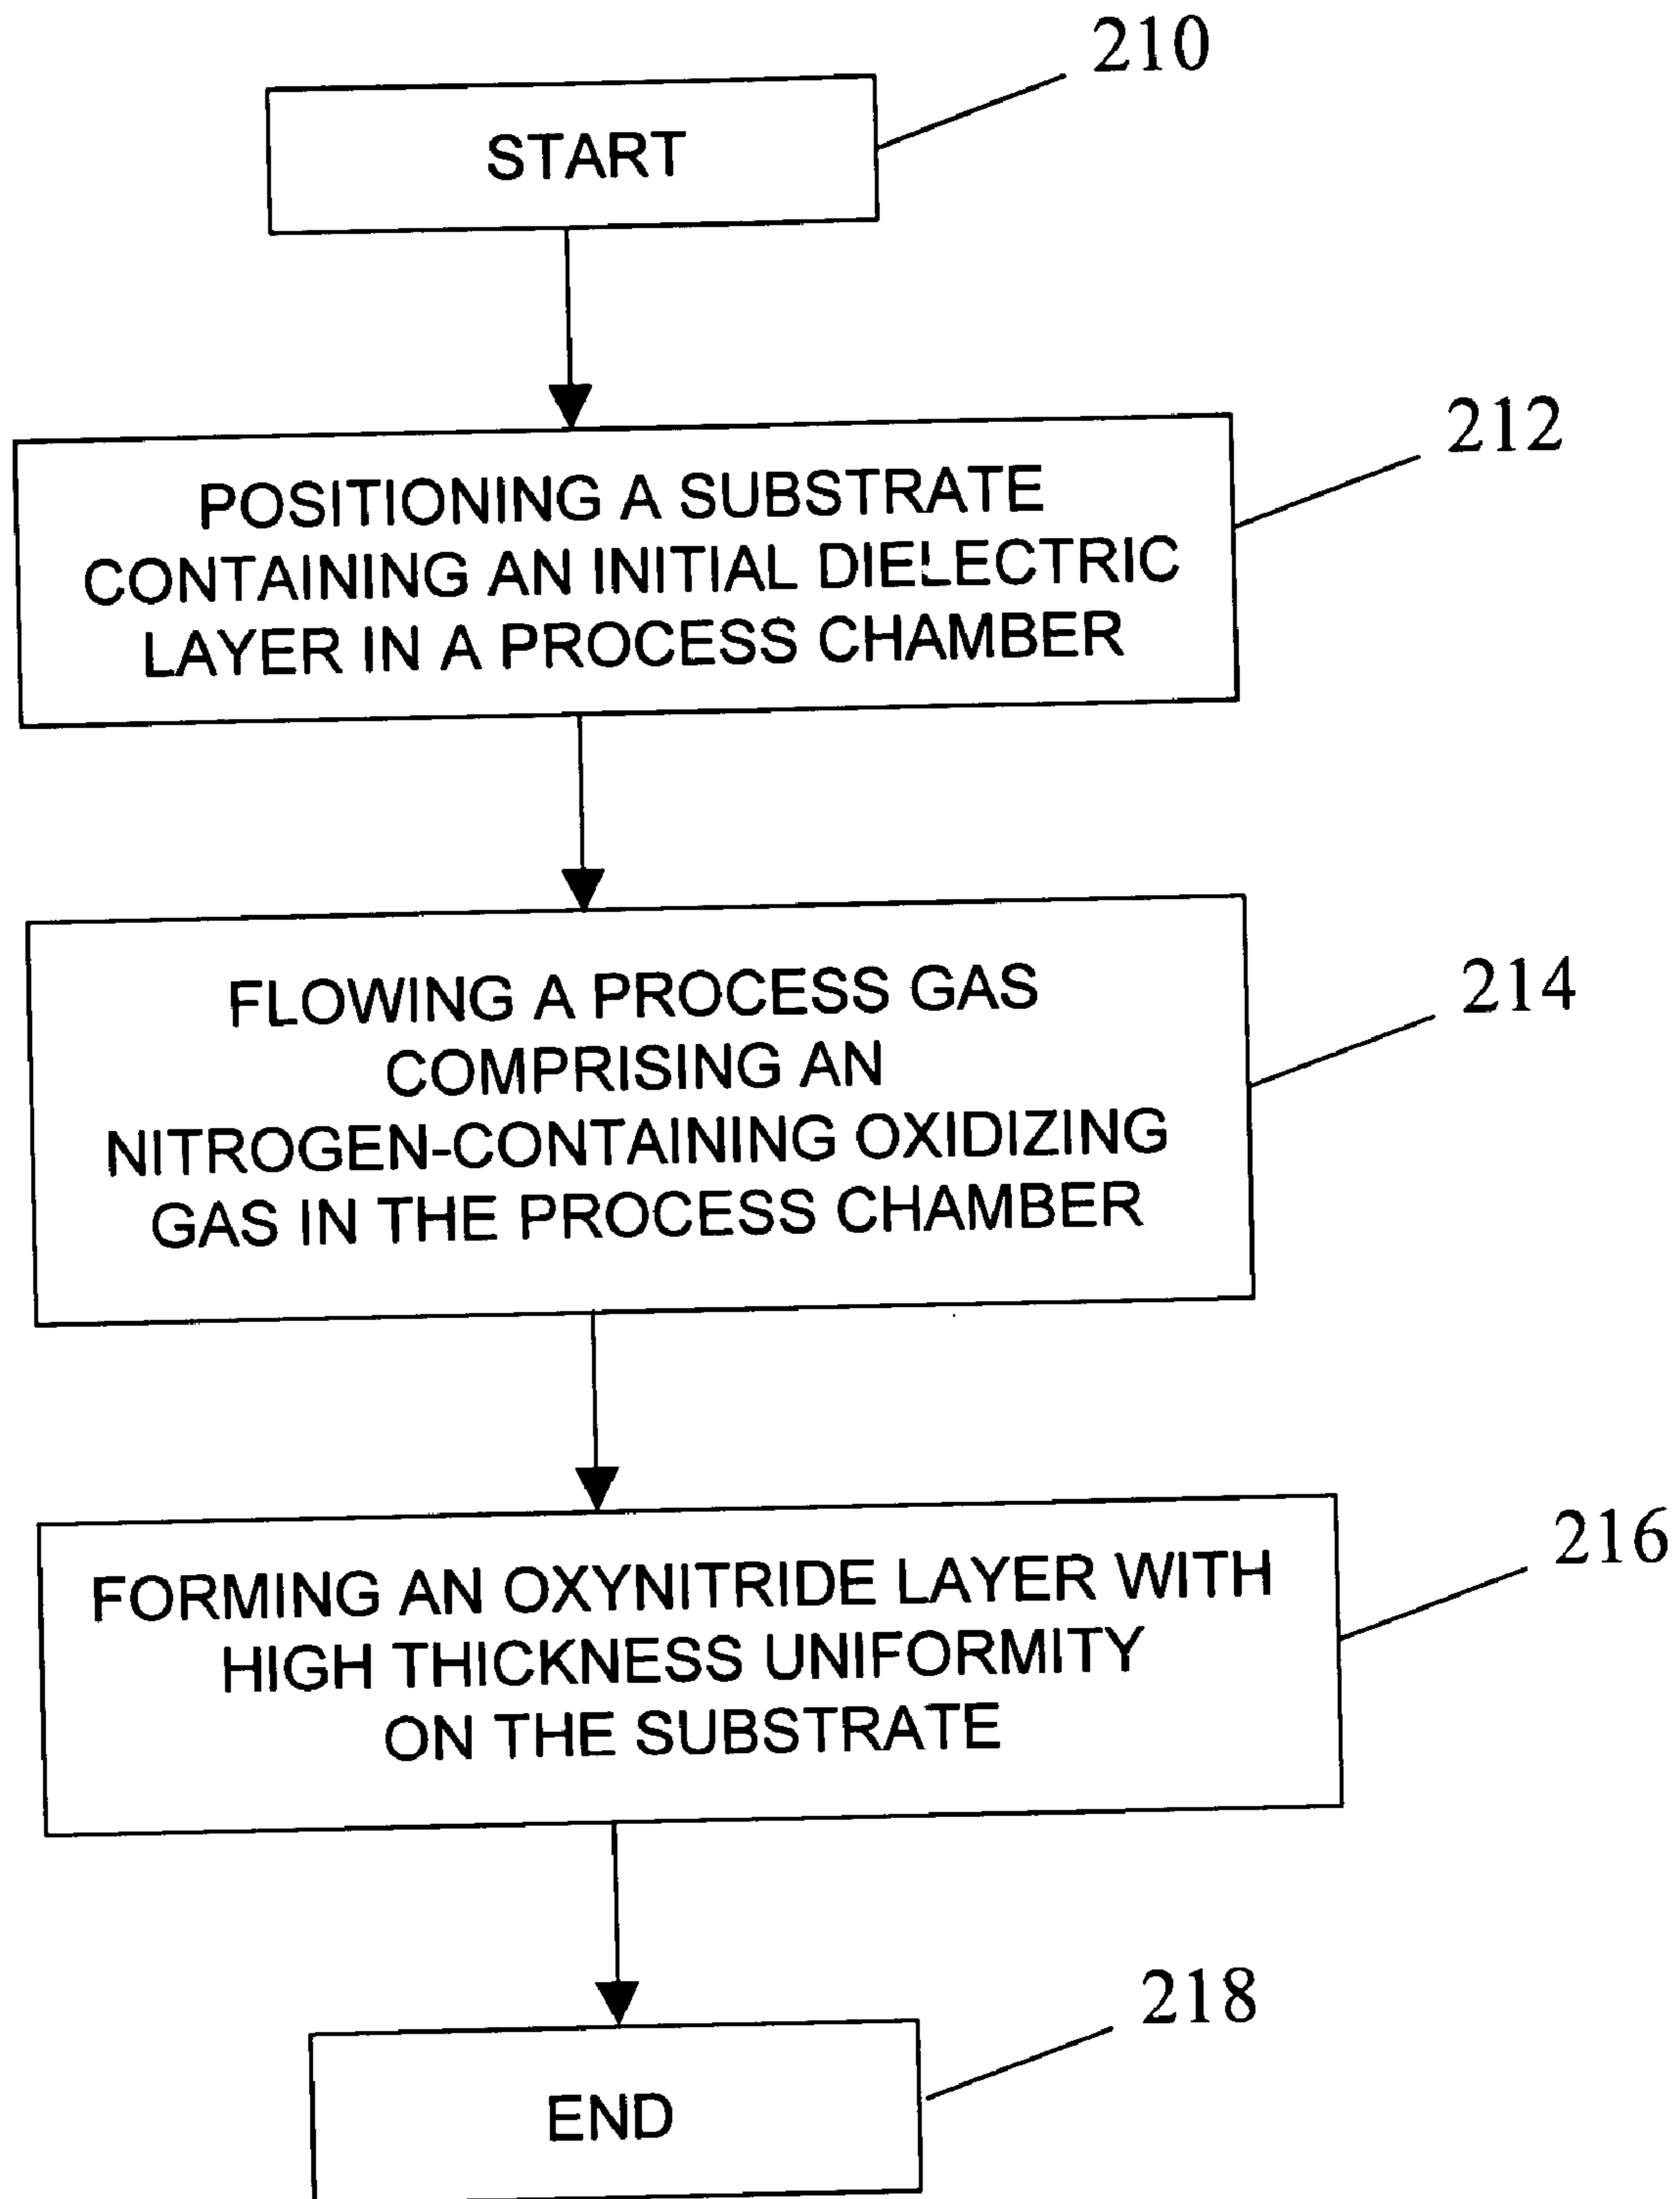 210
START
212
POSITIONING A SUBSTRATE
CONTAINING AN INITIAL DIELECTRIC
LAYER IN A PROCESS CHAMBER
214
FLOWING A PROCESS GAS
COMPRISING AN
NITROGEN-CONTAINING OXIDIZING
GAS IN THE PROCESS CHAMBER
216
FORMING AN OXYNITRIDE LAYER WITH
HIGH THICKNESS UNIFORMITY
ON THE SUBSTRATE
218
END